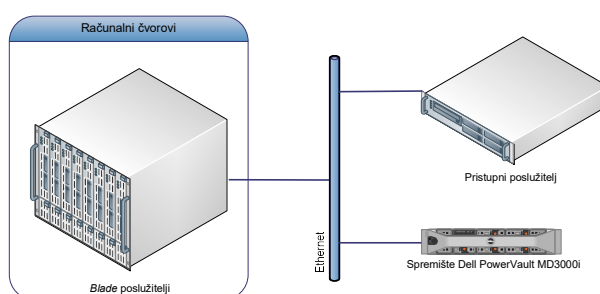 Računalni čvorovi
Pristupni poslužitelj
Ethernet
Spremište Dell PowerVault MD3000i
Blade poslužitelji